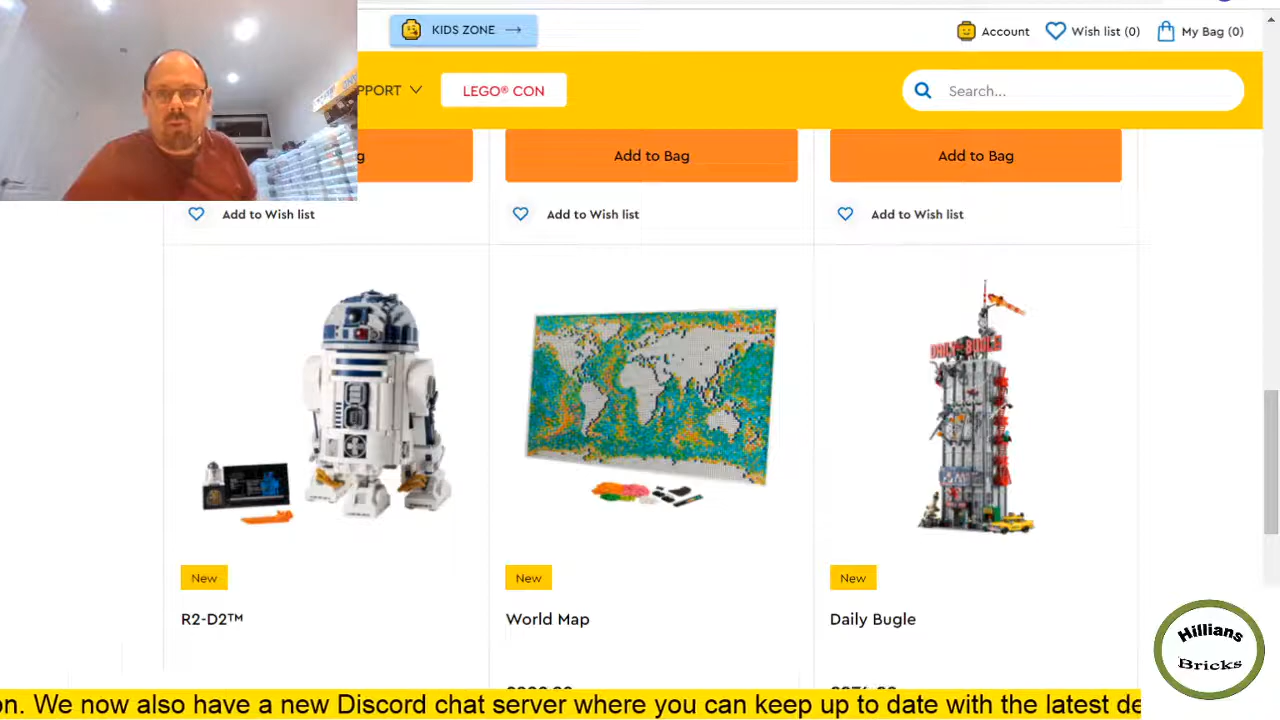 KIDS ZONE →
Account
Wish list (0)
My Bag (0)
PPORT
LEGO® CON
Search...
g
Add to Bag
Add to Bag
Add to Wish list
Add to Wish list
Add to Wish list
DAILY BUGLE
New
New
New
R2-D2™
World Map
Daily Bugle
Hillians
Bricks
on. We now also have a new Discord chat server where you can keep up to date with the latest de